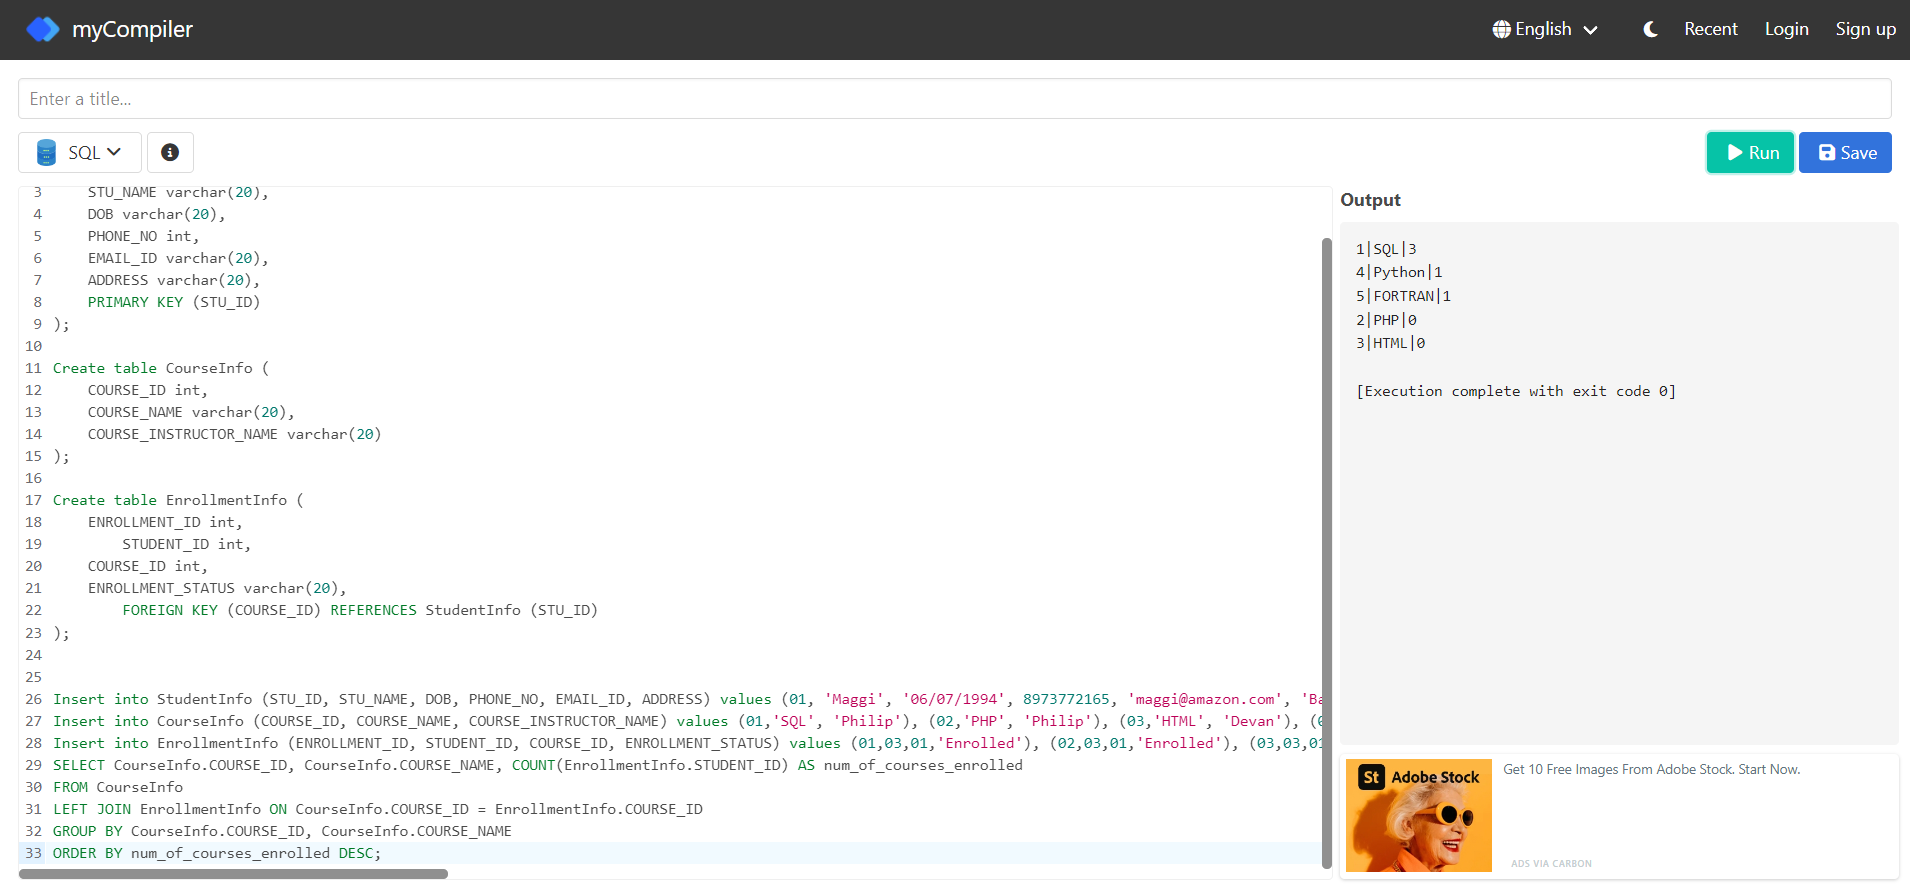 myCompiler
English
Recent
Login
Sign up
Enter a title...
SQL
Run
Save
3 STU_NAME varchar(20),
4 DOB varchar(20),
5 PHONE_NO int,
6 EMAIL_ID varchar(20),
7 ADDRESS varchar(20),
8 PRIMARY KEY (STU_ID)
9 );
10
11 Create table CourseInfo (
12 COURSE_ID int,
13 COURSE_NAME varchar(20),
14 COURSE_INSTRUCTOR_NAME varchar(20)
15 );
16
17 Create table EnrollmentInfo (
18 ENROLLMENT_ID int,
19 STUDENT_ID int,
20 COURSE_ID int,
21 ENROLLMENT_STATUS varchar(20),
22 FOREIGN KEY (COURSE_ID) REFERENCES StudentInfo (STU_ID)
23 );
24
25
26 Insert into StudentInfo (STU_ID, STU_NAME, DOB, PHONE_NO, EMAIL_ID, ADDRESS) values (01, 'Maggi', '06/07/1994', 8973772165, 'maggi@amazon.com', 'Ba
27 Insert into CourseInfo (COURSE_ID, COURSE_NAME, COURSE_INSTRUCTOR_NAME) values (01,'SQL', 'Philip'), (02,'PHP', 'Philip'), (03,'HTML', 'Devan'), (0
28 Insert into EnrollmentInfo (ENROLLMENT_ID, STUDENT_ID, COURSE_ID, ENROLLMENT_STATUS) values (01,03,01,'Enrolled'), (02,03,01,'Enrolled'), (03,03,01
29 SELECT CourseInfo.COURSE_ID, CourseInfo.COURSE_NAME, COUNT(EnrollmentInfo.STUDENT_ID) AS num_of_courses_enrolled
30 FROM CourseInfo
31 LEFT JOIN EnrollmentInfo ON CourseInfo.COURSE_ID = EnrollmentInfo.COURSE_ID
32 GROUP BY CourseInfo.COURSE_ID, CourseInfo.COURSE_NAME
33 ORDER BY num_of_courses_enrolled DESC;
Output
1|SQL|3
4|Python|1
5|FORTRAN|1
2|PHP|0
3|HTML|0
[Execution complete with exit code 0]
St Adobe Stock
Get 10 Free Images From Adobe Stock. Start Now.
ADS VIA CARBON